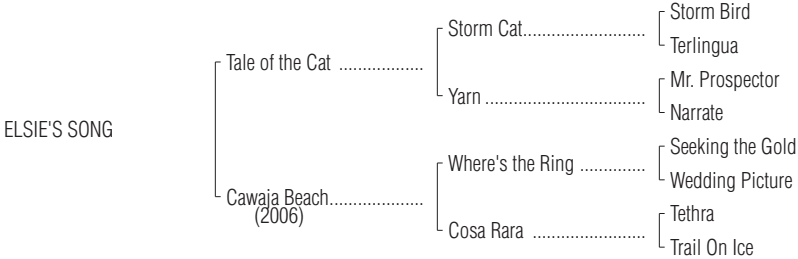 Storm Bird
Storm Cat..........................
Terlingua
Tale of the Cat ..................
Mr. Prospector
Yarn ..................................
Narrate
ELSIE'S SONG
Seeking the Gold
Where's the Ring ..............
Wedding Picture
Cawaja Beach....................
(2006)
Tethra
Cosa Rara ........................
Trail On Ice